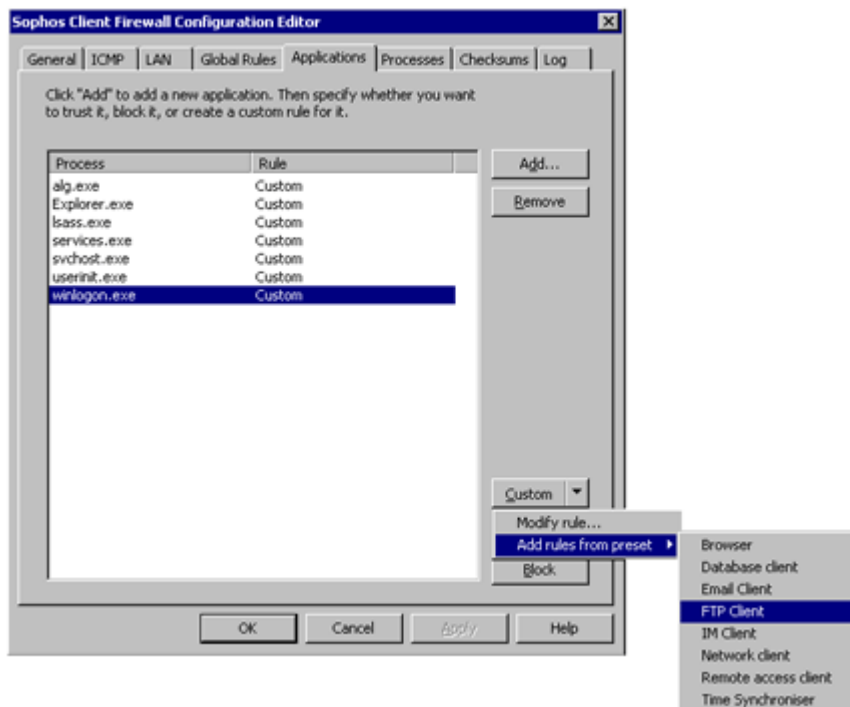 Sophos Client Firewall Configuration Editor
General ICMP LAN Global Rules Applications Processes Checksums Log
Click "Add" to add a new application. Then specify whether you want
to trust it, block it, or create a custom rule for it.
Process Rule
Add...
alg.exe Custom
Explorer.exe Custom
Remove
lsass.exe Custom
services.exe Custom
svchost.exe Custom
userinit.exe Custom
winlogon.exe Custom
Custom
Modify rule...
Add rules from preset
Browser
Block
Database client
Email Client
FTP Client
IM Client
Network client
Remote access client
Time Synchroniser
OK Cancel Apply Help